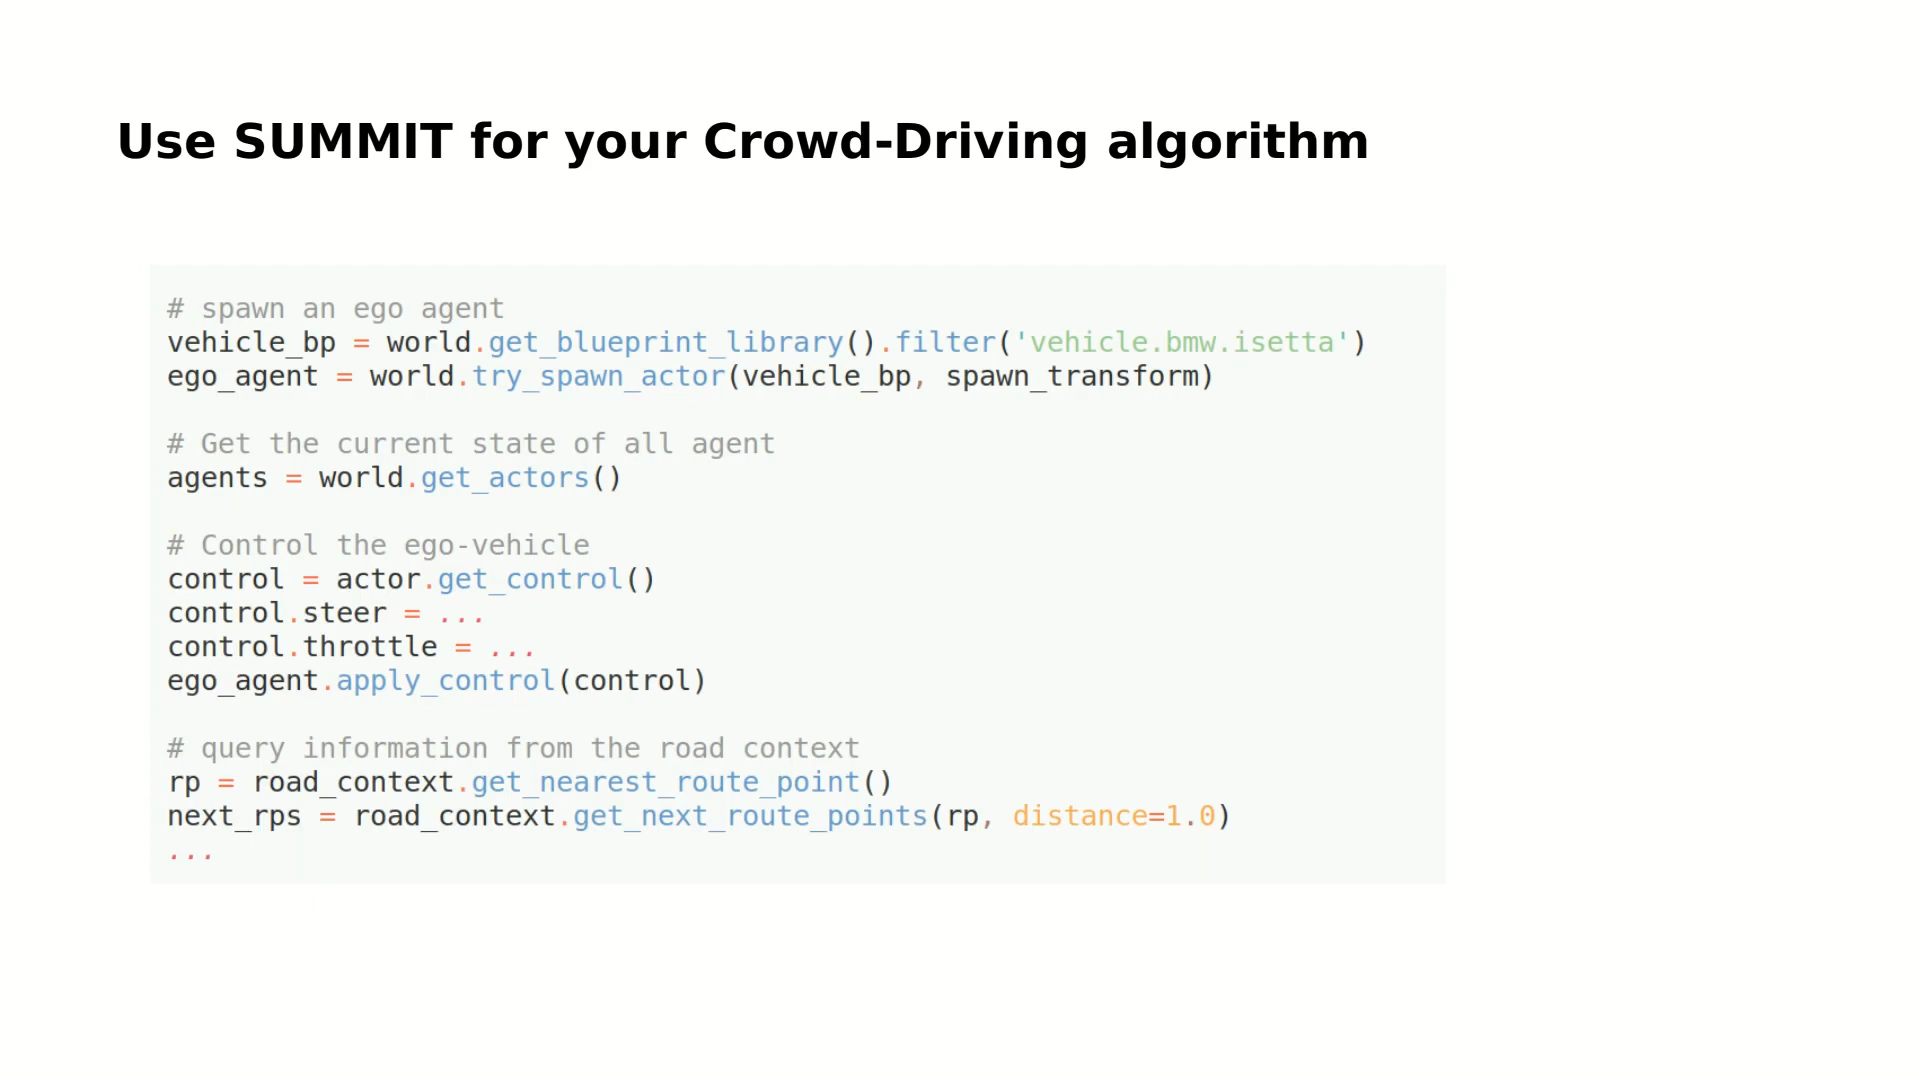 Use SUMMIT for your Crowd-Driving algorithm
# spawn an ego agent
vehicle_bp = world.get_blueprint_library().filter('vehicle.bmw.isetta')
ego_agent = world.try_spawn_actor(vehicle_bp, spawn_transform)
# Get the current state of all agent
agents = world.get_actors()
# Control the ego-vehicle
control = actor.get_control()
control.steer = ...
control.throttle = ...
ego_agent.apply_control(control)
# query information from the road context
rp = road_context.get_nearest_route_point()
next_rps = road_context.get_next_route_points(rp, distance=1.0)
...